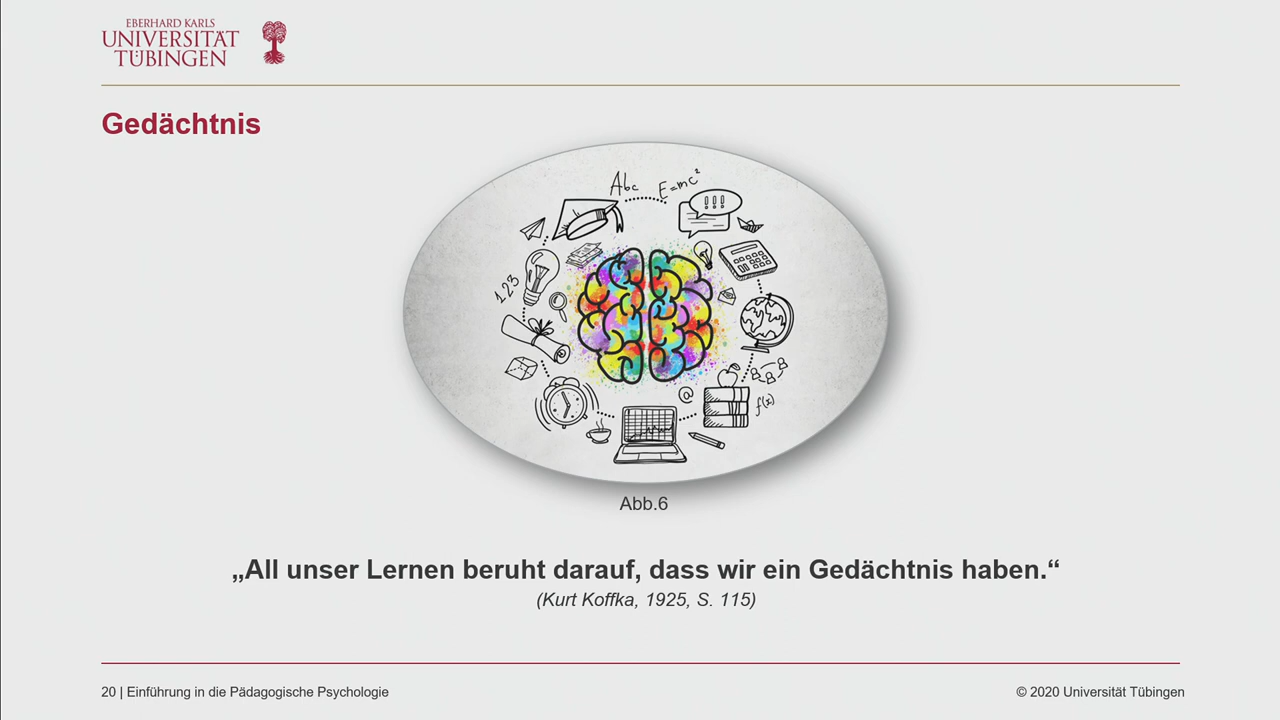 EBERHARD KARLS
UNIVERSITÄT
TÜBINGEN
Gedächtnis
Abc
E=mc²
!!!
123
@
f(x)
Abb.6
„All unser Lernen beruht darauf, dass wir ein Gedächtnis haben.“
(Kurt Koffka, 1925, S. 115)
20 | Einführung in die Pädagogische Psychologie
© 2020 Universität Tübingen